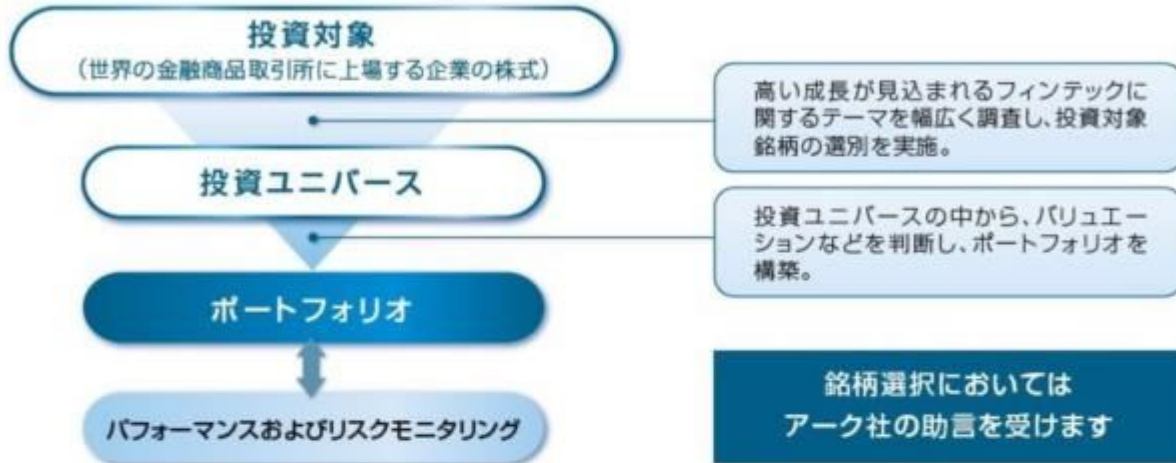 投資対象
(世界の金融商品取引所に上場する企業の株式)
高い成長が見込まれるフィンテックに
関するテーマを幅広く調査し、投資対象
銘柄の選別を実施。
投資ユニバース
投資ユニバースの中から、バリュエー
ションなどを判断し、ポートフォリオを
構築。
ポートフォリオ
パフォーマンスおよびリスクモニタリング
銘柄選択においては
アーク社の助言を受けます